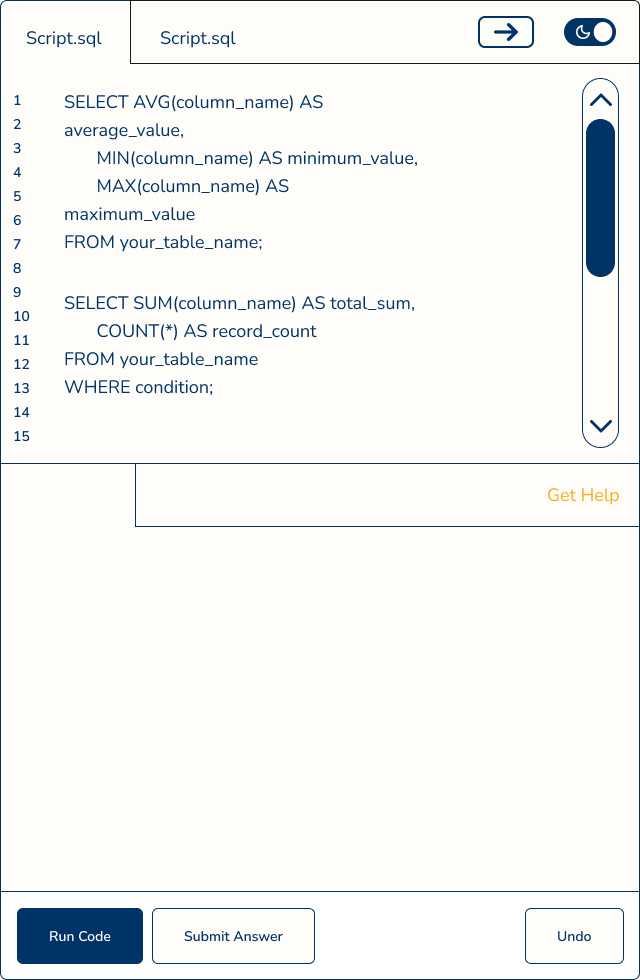 Script.sql
Script.sql
1
2
3
4
5
6
7
8
9
10
11
12
13
14
15
SELECT AVG(column_name) AS
average_value,
MIN(column_name) AS minimum_value,
MAX(column_name) AS
maximum_value
FROM your_table_name;
SELECT SUM(column_name) AS total_sum,
COUNT(*) AS record_count
FROM your_table_name
WHERE condition;
Get Help
Run Code
Submit Answer
Undo